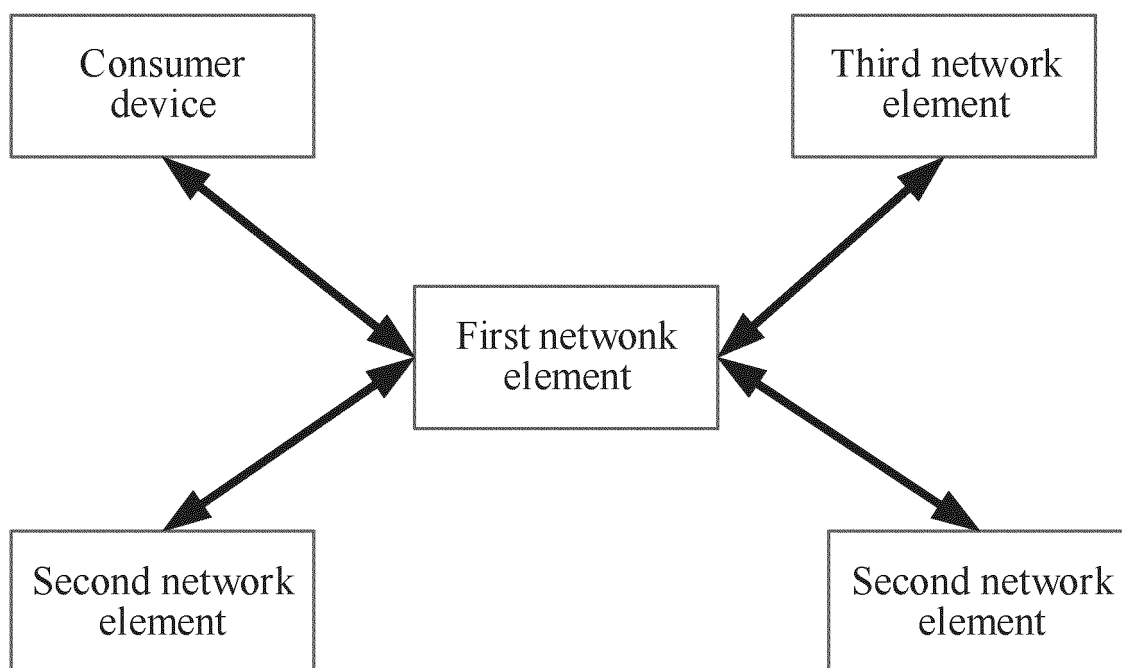 Consumer
device
Third network
element
First netwonk
element
Second network
element
Second network
element